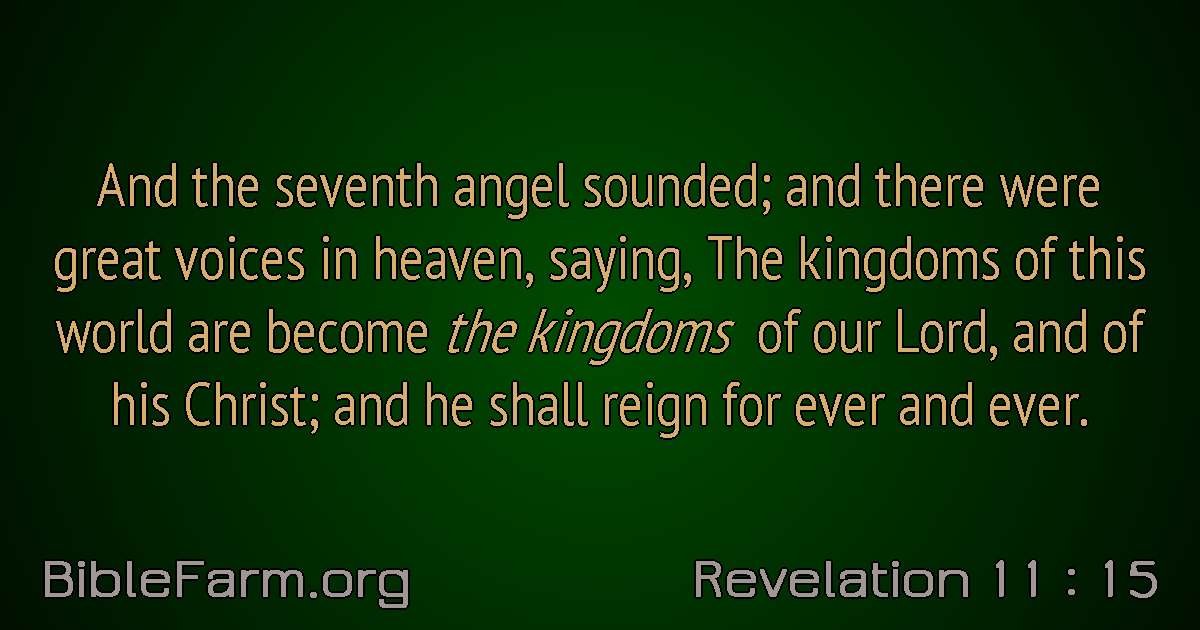 And the seventh angel sounded; and there were
great voices in heaven, saying, The kingdoms of this
world are become the kingdoms of our Lord, and of
his Christ; and he shall reign for ever and ever.
BibleFarm.org
Revelation 11 : 15